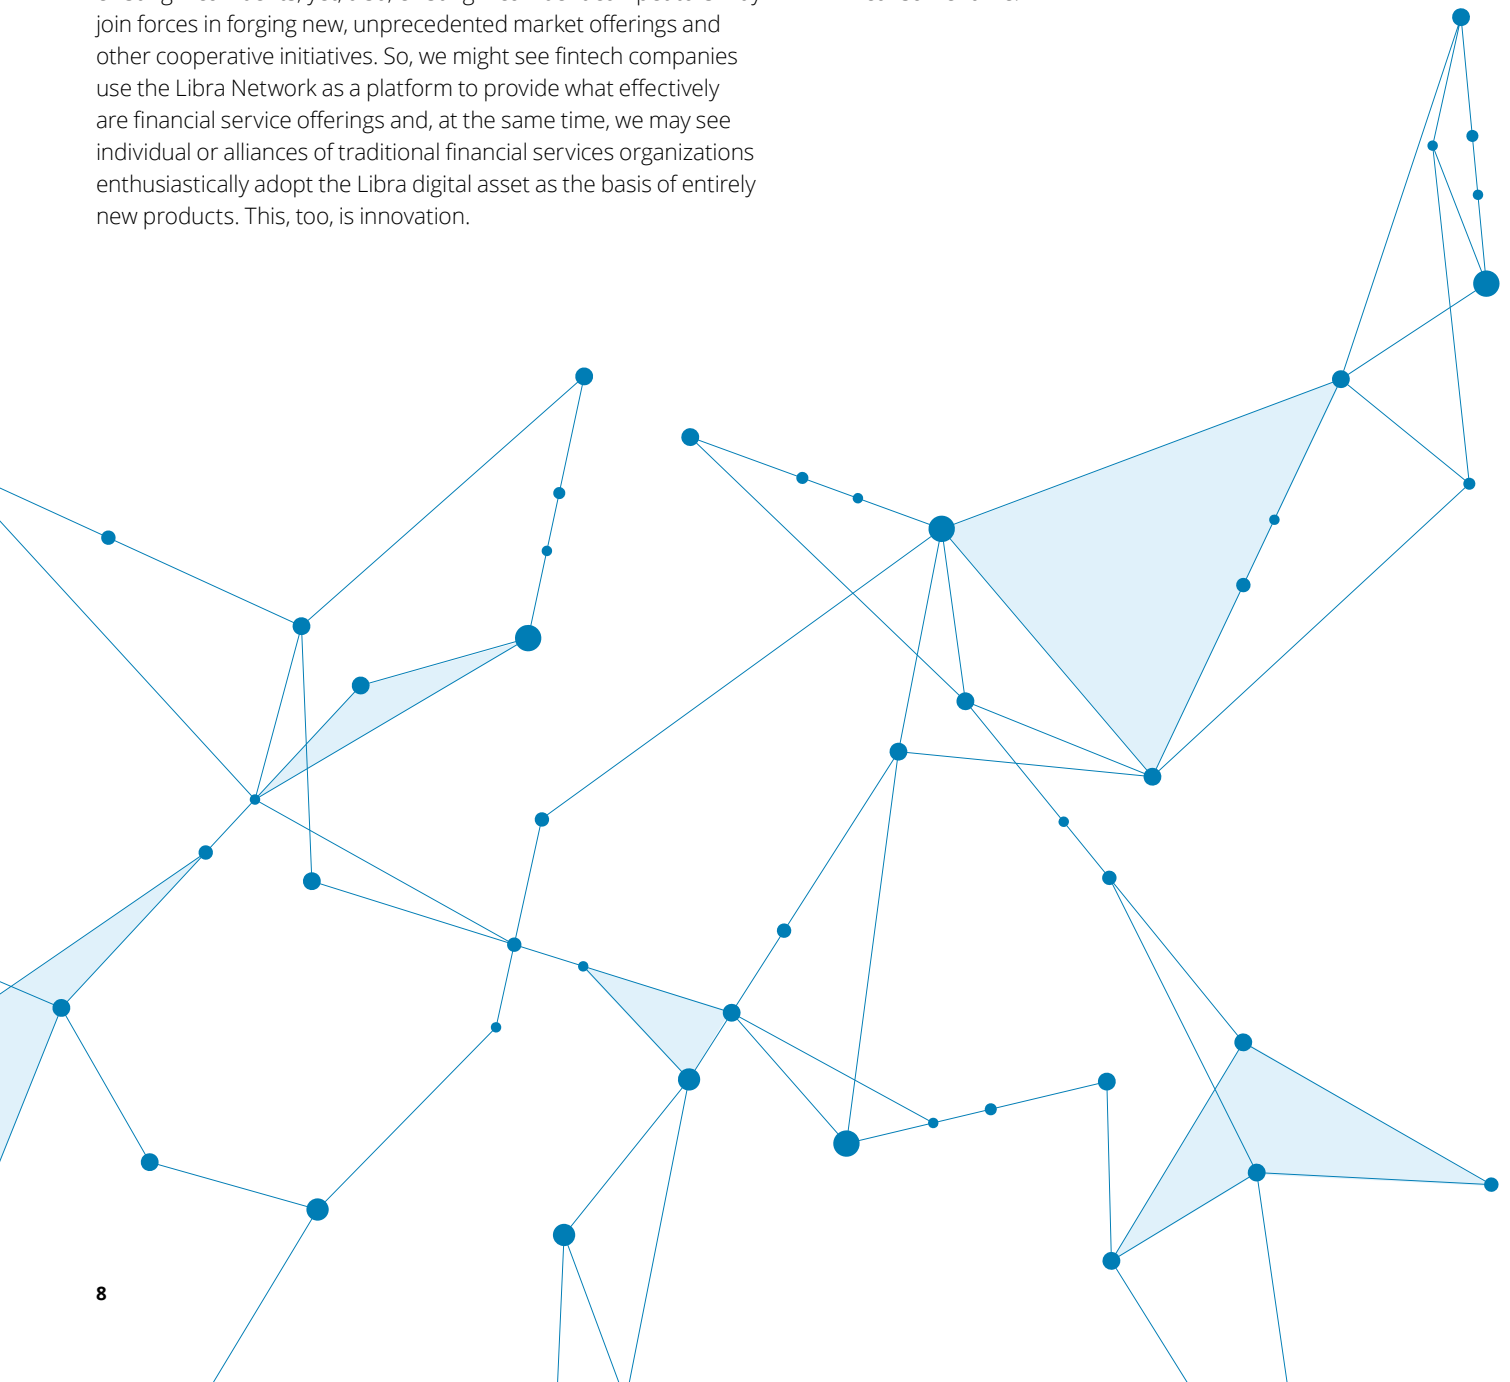 join forces in forging new, unprecedented market offerings and
other cooperative initiatives. So, we might see fintech companies
use the Libra Network as a platform to provide what effectively
are financial service offerings and, at the same time, we may see
individual or alliances of traditional financial services organizations
enthusiastically adopt the Libra digital asset as the basis of entirely
new products. This, too, is innovation.
8